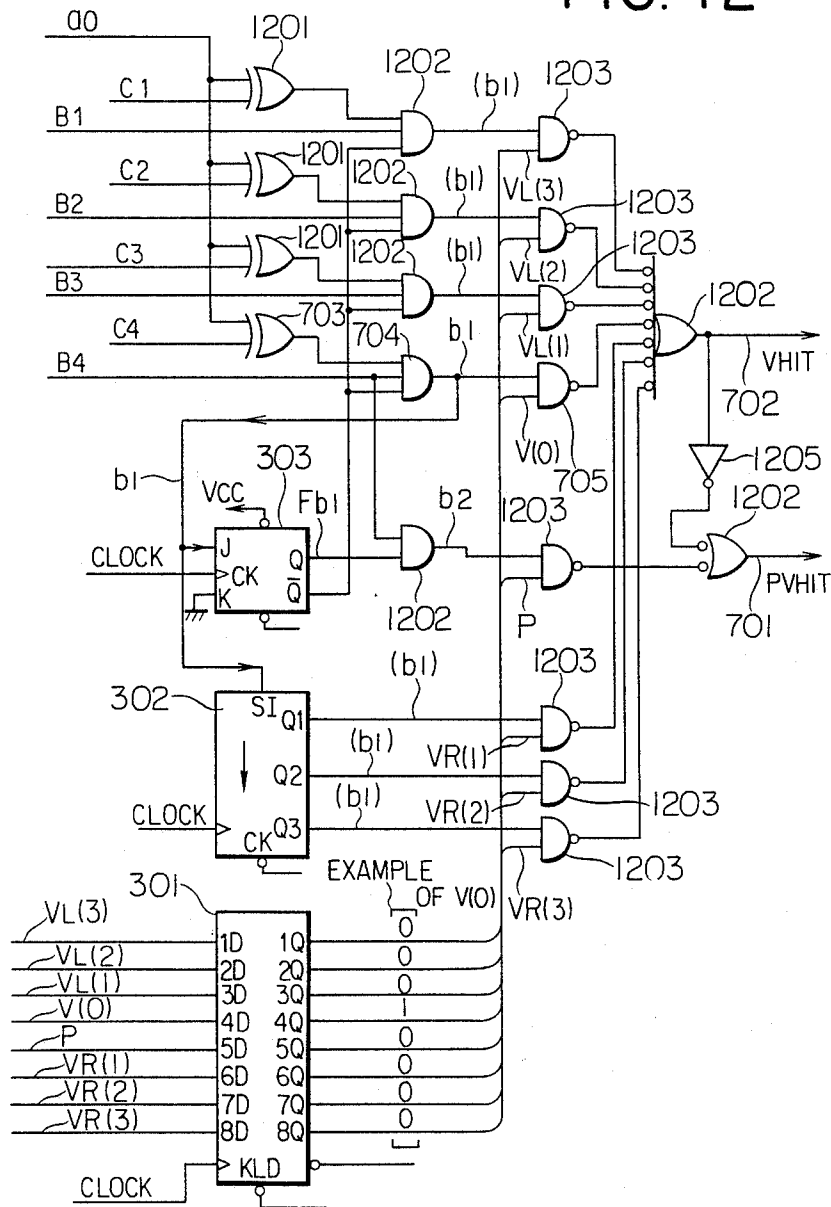 FIG. 12
a0
1201
C1
1202
(b1)
1203
B1
1201
VL(3)
C2
1202
(b1)
1203
B2
1201
1202
VL(2)
C3
(b1)
1203
B3
703
VL(1)
1202
C4
704
b1
VHIT
B4
702
V(0)
705
1205
b1
VCC
303
Fb1
b2
1203
1202
J
Q
CLOCK
CK
K
Q
1202
P
PVHIT
701
302
SI
(b1)
1203
Q1
(b1)
VR(1)
Q2
(b1)
VR(2)
1203
CLOCK
Q3
CK
1203
EXAMPLE
OF V(0)
VR(3)
301
VL(3)
1D 1Q 0
VL(2)
2D 2Q 0
VL(1)
3D 3Q 0
V(0)
4D 4Q 1
P
5D 5Q 0
VR(1)
6D 6Q 0
VR(2)
7D 7Q 0
VR(3)
8D 8Q 0
KLD
CLOCK